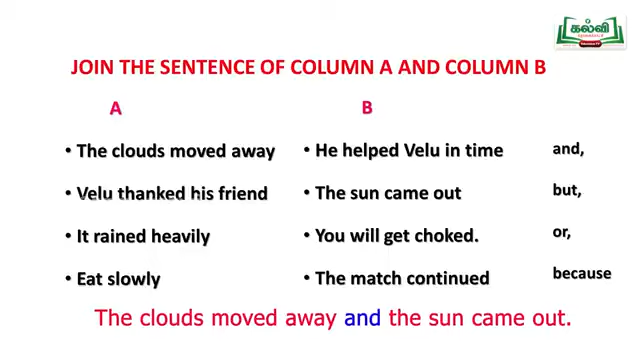 கல்வி
JOIN THE SENTENCE OF COLUMN A AND COLUMN B
A B
• The clouds moved away • He helped Velu in time and,
• Velu thanked his friend • The sun came out but,
• It rained heavily • You will get choked. or,
• Eat slowly • The match continued because
The clouds moved away and the sun came out.